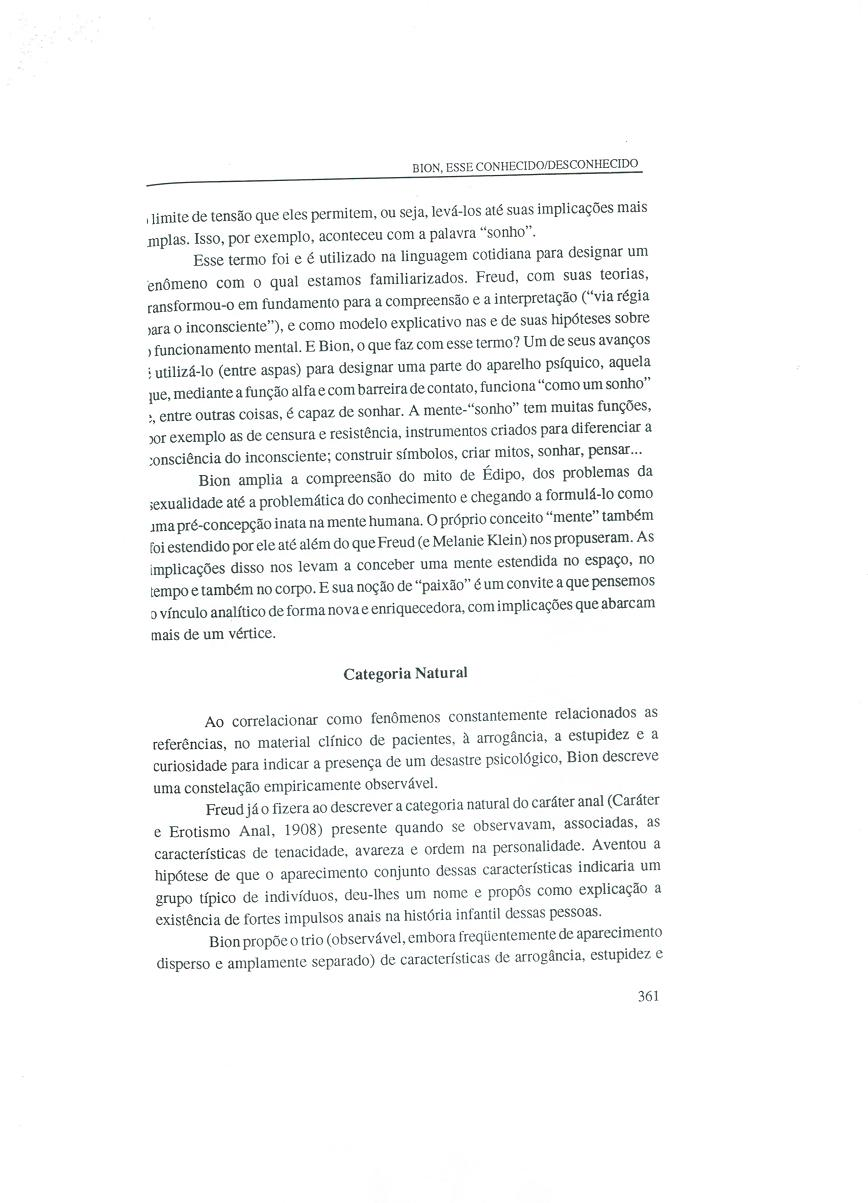 BION, ESSE CONHECIDO/DESCONHECIDO
limite de tensão que eles permitem, ou seja, levá-los até suas implicações mais
mplas. Isso, por exemplo, aconteceu com a palavra “sonho”.
Esse termo foi e é utilizado na linguagem cotidiana para designar um
enômeno com o qual estamos familiarizados. Freud, com suas teorias,
ransformou-o em fundamento para a compreensão e a interpretação (“via régia
ara o inconsciente”), e como modelo explicativo nas e de suas hipóteses sobre
funcionamento mental. E Bion, o que faz com esse termo? Um de seus avanços
utilizá-lo (entre aspas) para designar uma parte do aparelho psíquico, aquela
que, mediante a função alfa e com barreira de contato, funciona “como um sonho”
, entre outras coisas, é capaz de sonhar. A mente-“sonho” tem muitas funções,
por exemplo as de censura e resistência, instrumentos criados para diferenciar a
consciência do inconsciente; construir símbolos, criar mitos, sonhar, pensar...
Bion amplia a compreensão do mito de Édipo, dos problemas da
sexualidade até a problemática do conhecimento e chegando a formulá-lo como
uma pré-concepção inata na mente humana. O próprio conceito “mente” também
foi estendido por ele até além do que Freud (e Melanie Klein) nos propuseram. As
implicações disso nos levam a conceber uma mente estendida no espaço, no
tempo e também no corpo. E sua noção de “paixão” é um convite a que pensemos
o vínculo analítico de forma nova e enriquecedora, com implicações que abarcam
mais de um vértice.
Categoria Natural
Ao correlacionar como fenômenos constantemente relacionados as
referências, no material clínico de pacientes, à arrogância, a estupidez e a
curiosidade para indicar a presença de um desastre psicológico, Bion descreve
uma constelação empiricamente observável.
Freud já o fizera ao descrever a categoria natural do caráter anal (Caráter
e Erotismo Anal, 1908) presente quando se observavam, associadas, as
características de tenacidade, avareza e ordem na personalidade. Aventou a
hipótese de que o aparecimento conjunto dessas características indicaria um
grupo típico de indivíduos, deu-lhes um nome e propôs como explicação a
existência de fortes impulsos anais na história infantil dessas pessoas.
Bion propõe o trio (observável, embora freqüentemente de aparecimento
disperso e amplamente separado) de características de arrogância, estupidez e
361